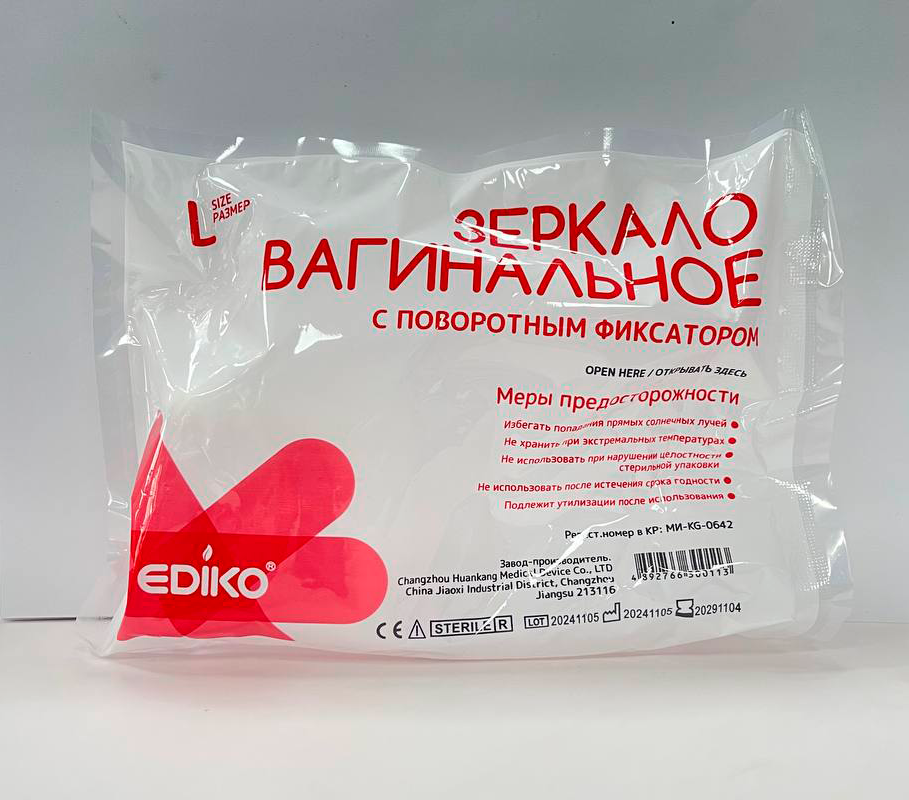 L SIZE
РАЗМЕР
ЗЕРКАЛО
ВАГИНАЛЬНОЕ
С ПОВОРОТНЫМ ФИКСАТОРОМ
OPEN HERE / ОТКРЫВАТЬ ЗДЕСЬ
Меры предосторожности
Избегать попадания прямых солнечных лучей
Не хранить при экстремальных температурах
Не использовать при нарушении целостности
стерильной упаковки
Не использовать после истечения срока годности
Подлежит утилизации после использования
Регист.номер в КР: МИ-KG-0642
Завод-производитель:
Changzhou Huankang Medical Device Co., LTD
China Jiaoxi Industrial District, Changzhou
Jiangsu 213116
4892766500113
EDIKO®
CE STERILE R LOT 20241105 20241105 20291104